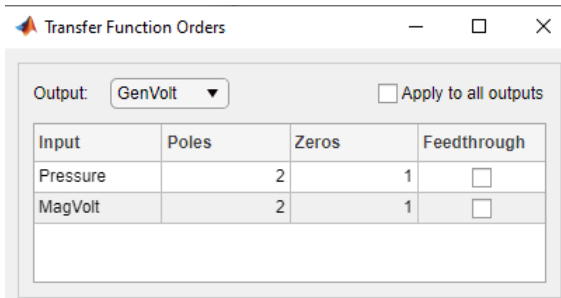 Transfer Function Orders
Output: GenVolt Apply to all outputs
Input Poles Zeros Feedthrough
Pressure 2 1
MagVolt 2 1